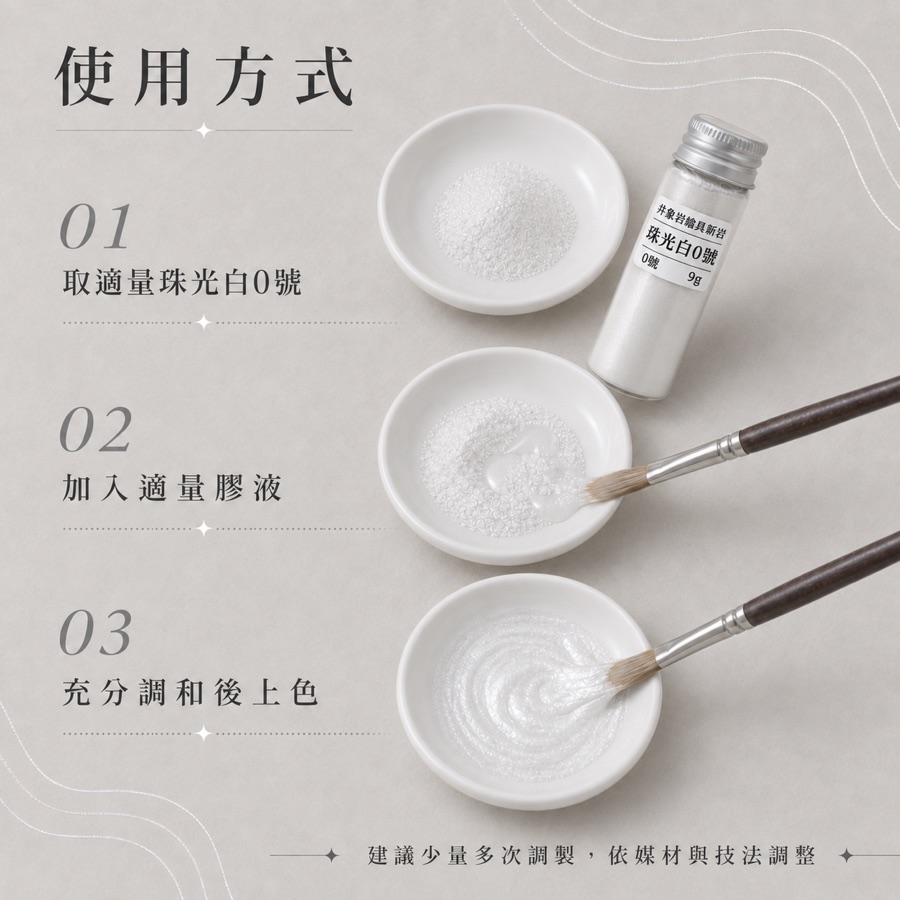 使用方式
01
取適量珠光白0號
02
加入適量膠液
03
充分調和後上色
井象岩繪具新岩
珠光白0號
0號 9g
建議少量多次調製，依媒材與技法調整